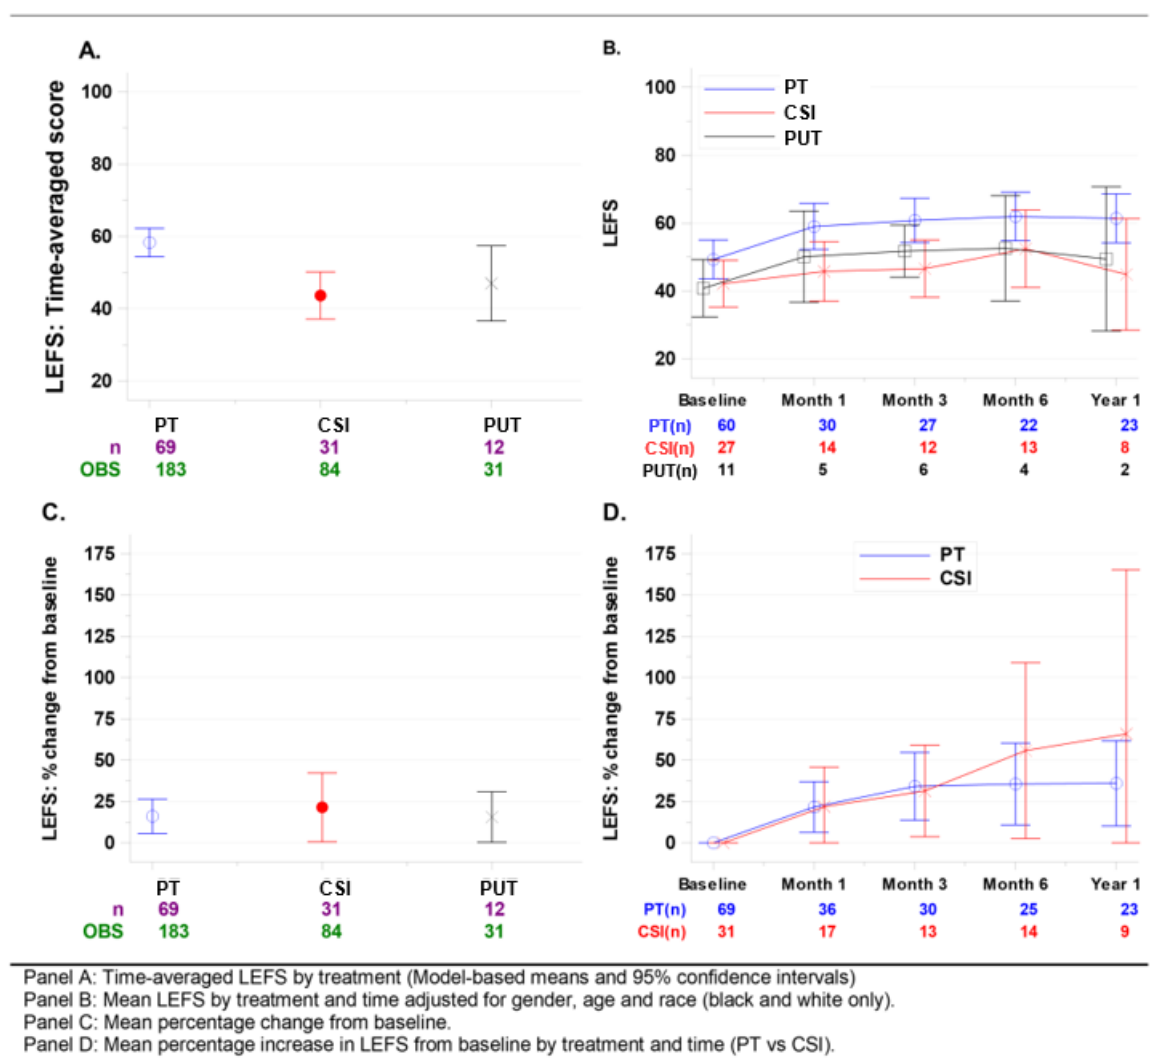 A.
LEFS: Time-averaged score
100
80
60
40
20
PT CSI PUT
n 69 31 12
OBS 183 84 31
B.
LEFS
100
80
60
40
20
PT
CSI
PUT
Baseline Month 1 Month 3 Month 6 Year 1
PT(n) 60 30 27 22 23
CSI(n) 27 14 12 13 8
PUT(n) 11 5 6 4 2
C.
LEFS: % change from baseline
175
150
125
100
75
50
25
0
PT CSI PUT
n 69 31 12
OBS 183 84 31
D.
LEFS: % change from baseline
175
150
125
100
75
50
25
0
PT
CSI
Baseline Month 1 Month 3 Month 6 Year 1
PT(n) 69 36 30 25 23
CSI(n) 31 17 13 14 9
Panel A: Time-averaged LEFS by treatment (Model-based means and 95% confidence intervals)
Panel B: Mean LEFS by treatment and time adjusted for gender, age and race (black and white only).
Panel C: Mean percentage change from baseline.
Panel D: Mean percentage increase in LEFS from baseline by treatment and time (PT vs CSI).